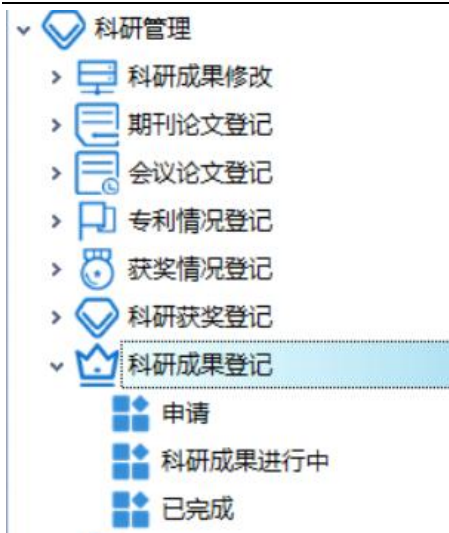 科研管理
科研成果修改
期刊论文登记
会议论文登记
专利情况登记
获奖情况登记
科研获奖登记
科研成果登记
申请
科研成果进行中
已完成